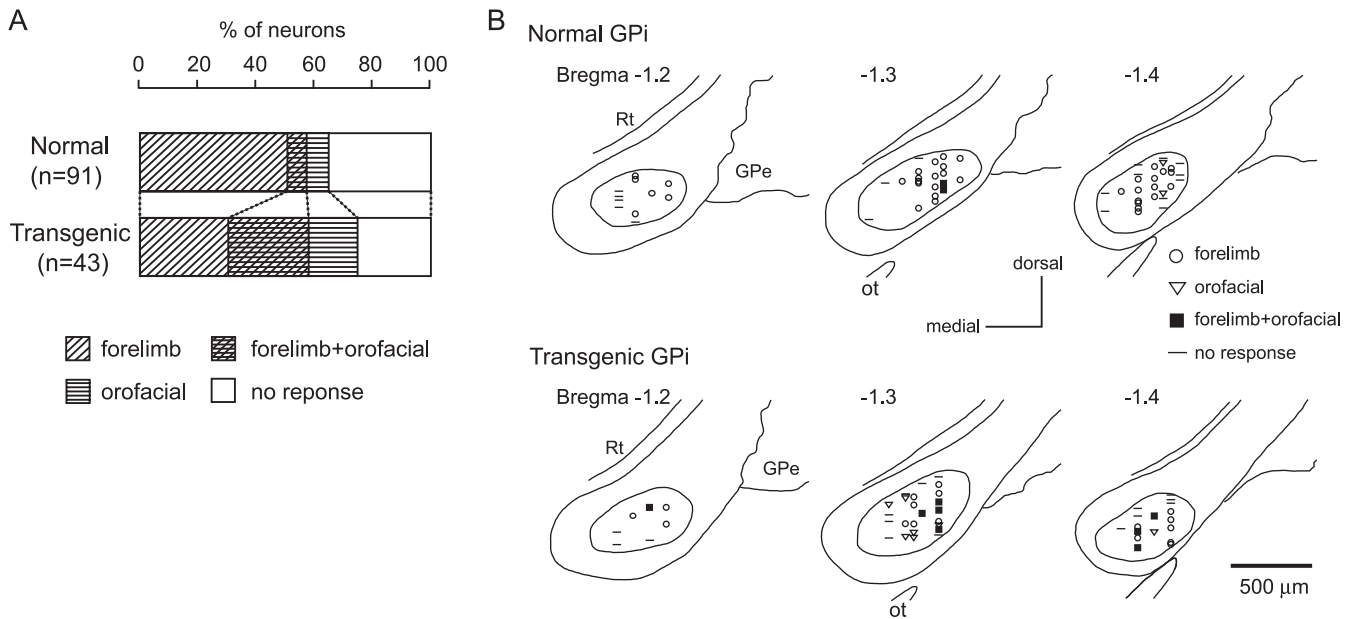 A
% of neurons
0 20 40 60 80 100
Normal
(n=91)
Transgenic
(n=43)
forelimb
forelimb+orofacial
orofacial
no reponse
B
Normal GPi
Bregma -1.2
-1.3
-1.4
Rt
GPe
ot
dorsal
medial
forelimb
orofacial
forelimb+orofacial
no response
Transgenic GPi
Bregma -1.2
-1.3
-1.4
Rt
GPe
ot
500 μm